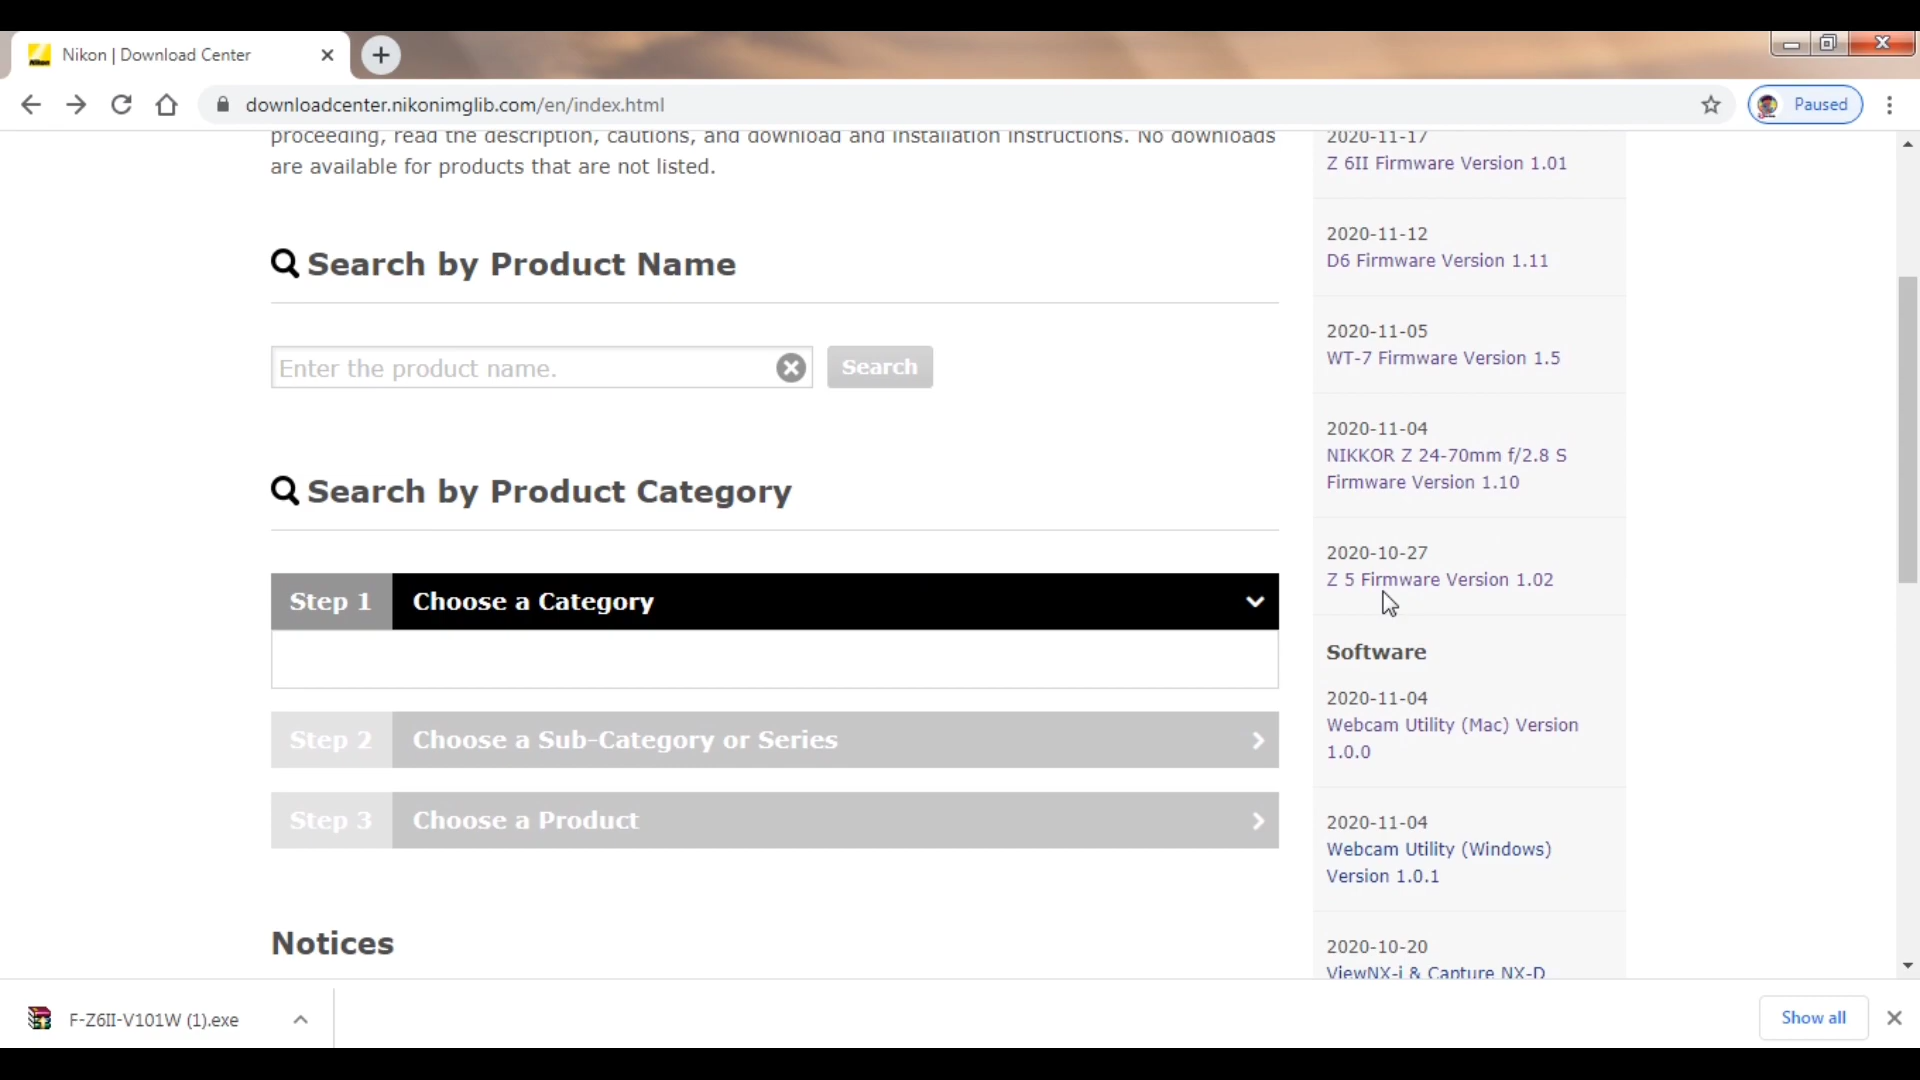 Nikon | Download Center
downloadcenter.nikonimglib.com/en/index.html
Paused
proceeding, read the description, cautions, and download and installation instructions. No downloads
are available for products that are not listed.
Search by Product Name
Enter the product name.
Search
Search by Product Category
Step 1 Choose a Category
Step 2 Choose a Sub-Category or Series
Step 3 Choose a Product
Notices
2020-11-17
Z 6II Firmware Version 1.01
2020-11-12
D6 Firmware Version 1.11
2020-11-05
WT-7 Firmware Version 1.5
2020-11-04
NIKKOR Z 24-70mm f/2.8 S
Firmware Version 1.10
2020-10-27
Z 5 Firmware Version 1.02
Software
2020-11-04
Webcam Utility (Mac) Version
1.0.0
2020-11-04
Webcam Utility (Windows)
Version 1.0.1
2020-10-20
ViewNX-i & Capture NX-D
F-Z6II-V101W (1).exe
Show all